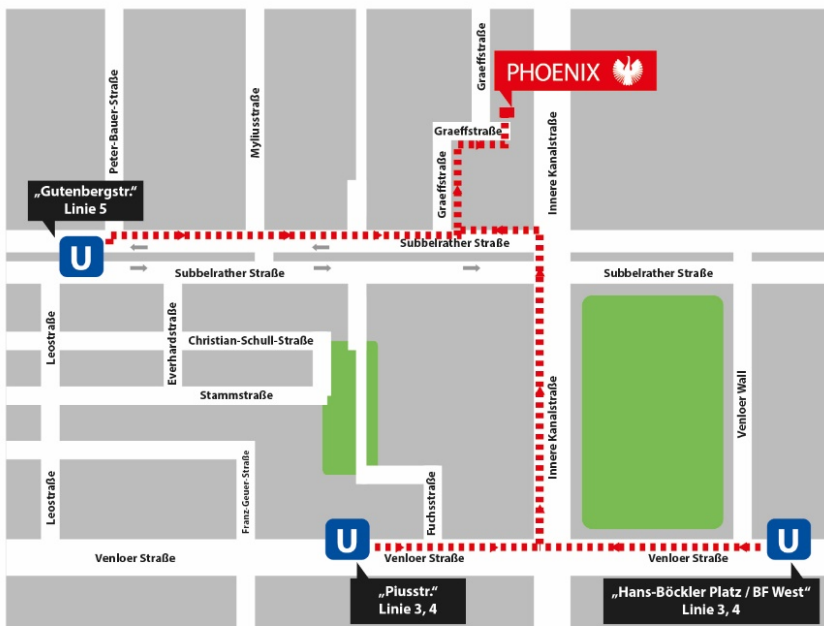 PHOENIX
Graeffstraße
Peter-Bauer-Straße
Myliusstraße
Graeffstraße
Graeffstraße
Innere Kanalstraße
„Gutenbergstr.“
Linie 5
U
Subbelrather Straße
Subbelrather Straße
Subbelrather Straße
Leostraße
Everhardstraße
Christian-Schull-Straße
Stammstraße
Innere Kanalstraße
Venloer Wall
Leostraße
Franz-Geuer-Straße
Fuchsstraße
U
U
Venloer Straße
Venloer Straße
Venloer Straße
„Piusstr.“
Linie 3, 4
„Hans-Böckler Platz / BF West“
Linie 3, 4